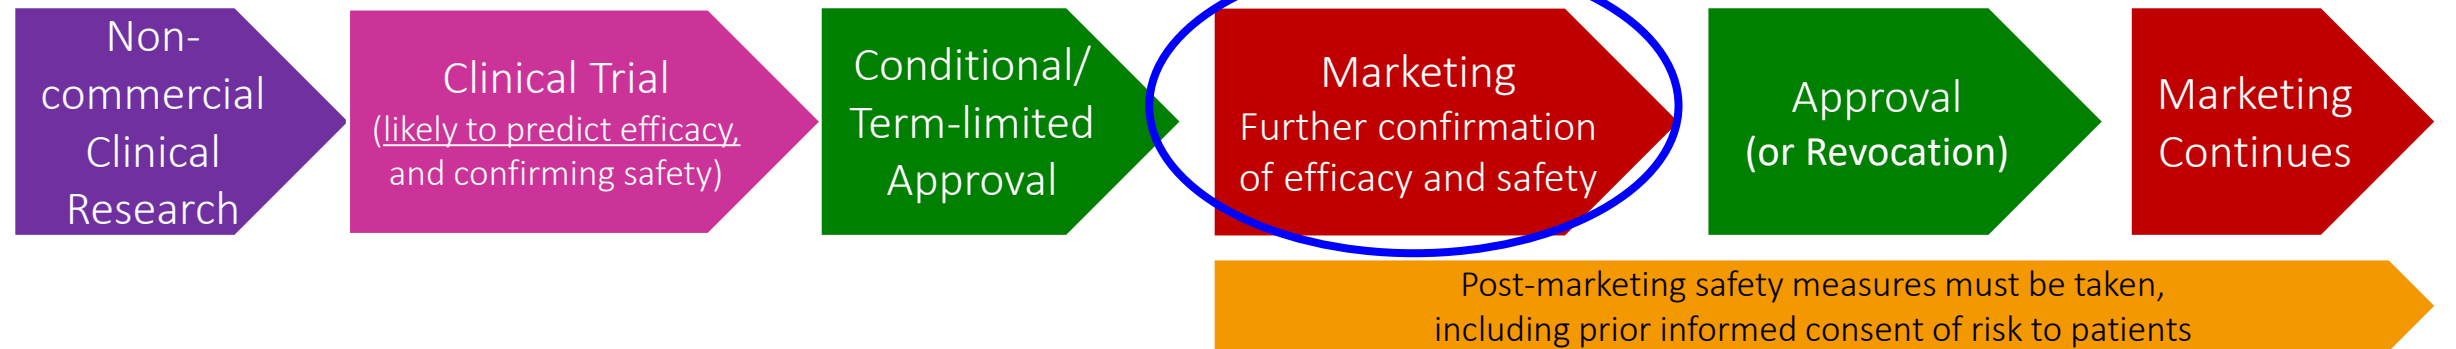 Non-
commercial
Clinical
Research
Clinical Trial
(likely to predict efficacy,
and confirming safety)
Conditional/
Term-limited
Approval
Marketing
Further confirmation
of efficacy and safety
Approval
(or Revocation)
Marketing
Continues
Post-marketing safety measures must be taken,
including prior informed consent of risk to patients